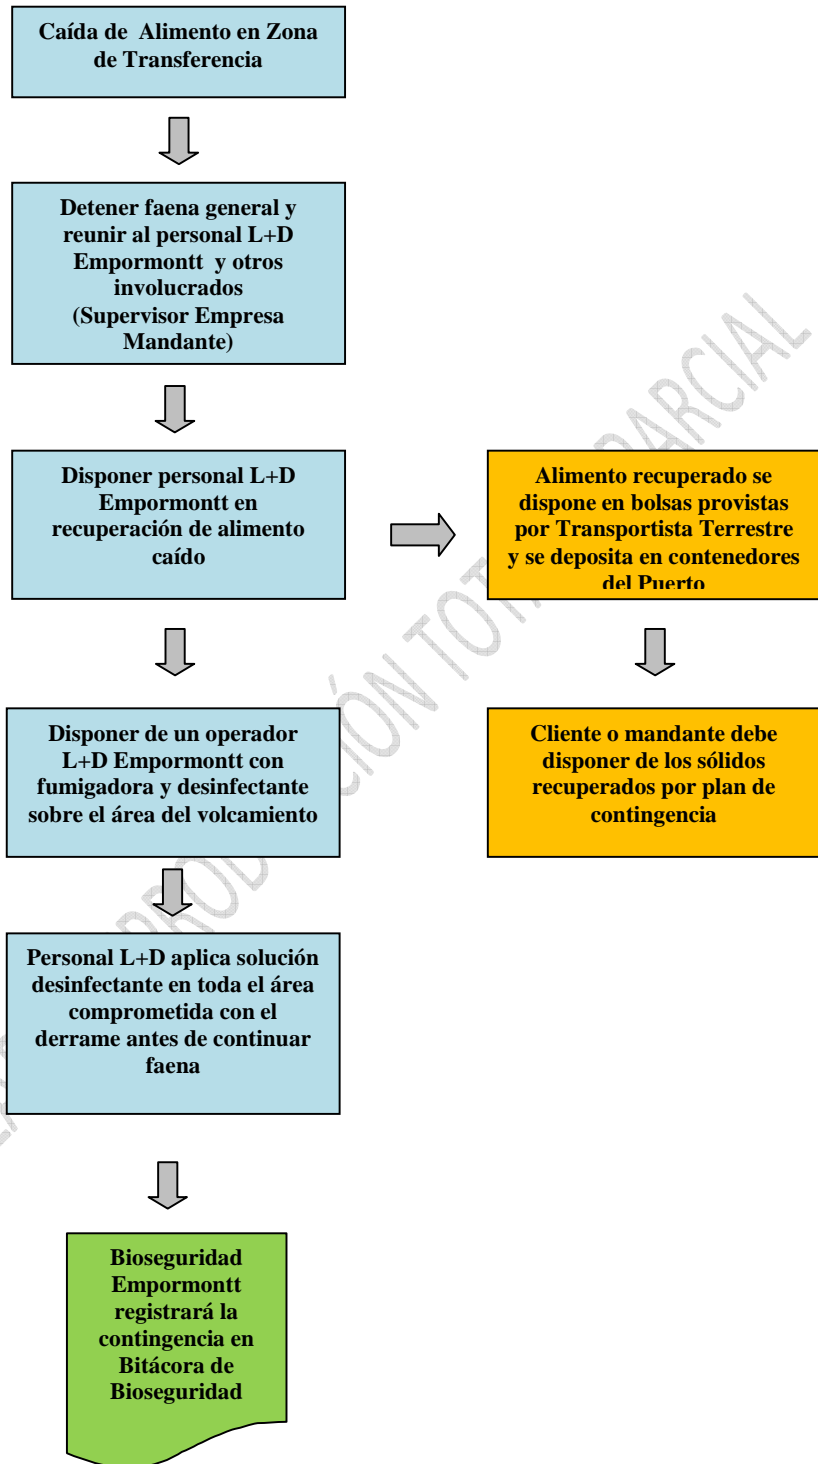 Caída de Alimento en Zona
de Transferencia
Detener faena general y
reunir al personal L+D
Empormontt y otros
involucrados
(Supervisor Empresa
Mandante)
Disponer personal L+D
Empormontt en
recuperación de alimento
caído
Alimento recuperado se
dispone en bolsas provistas
por Transportista Terrestre
y se deposita en contenedores
del Puerto
Disponer de un operador
L+D Empormontt con
fumigadora y desinfectante
sobre el área del volcamiento
Cliente o mandante debe
disponer de los sólidos
recuperados por plan de
contingencia
Personal L+D aplica solución
desinfectante en toda el área
comprometida con el
derrame antes de continuar
faena
Bioseguridad
Empormontt
registrará la
contingencia en
Bitácora de
Bioseguridad
PARCIAL